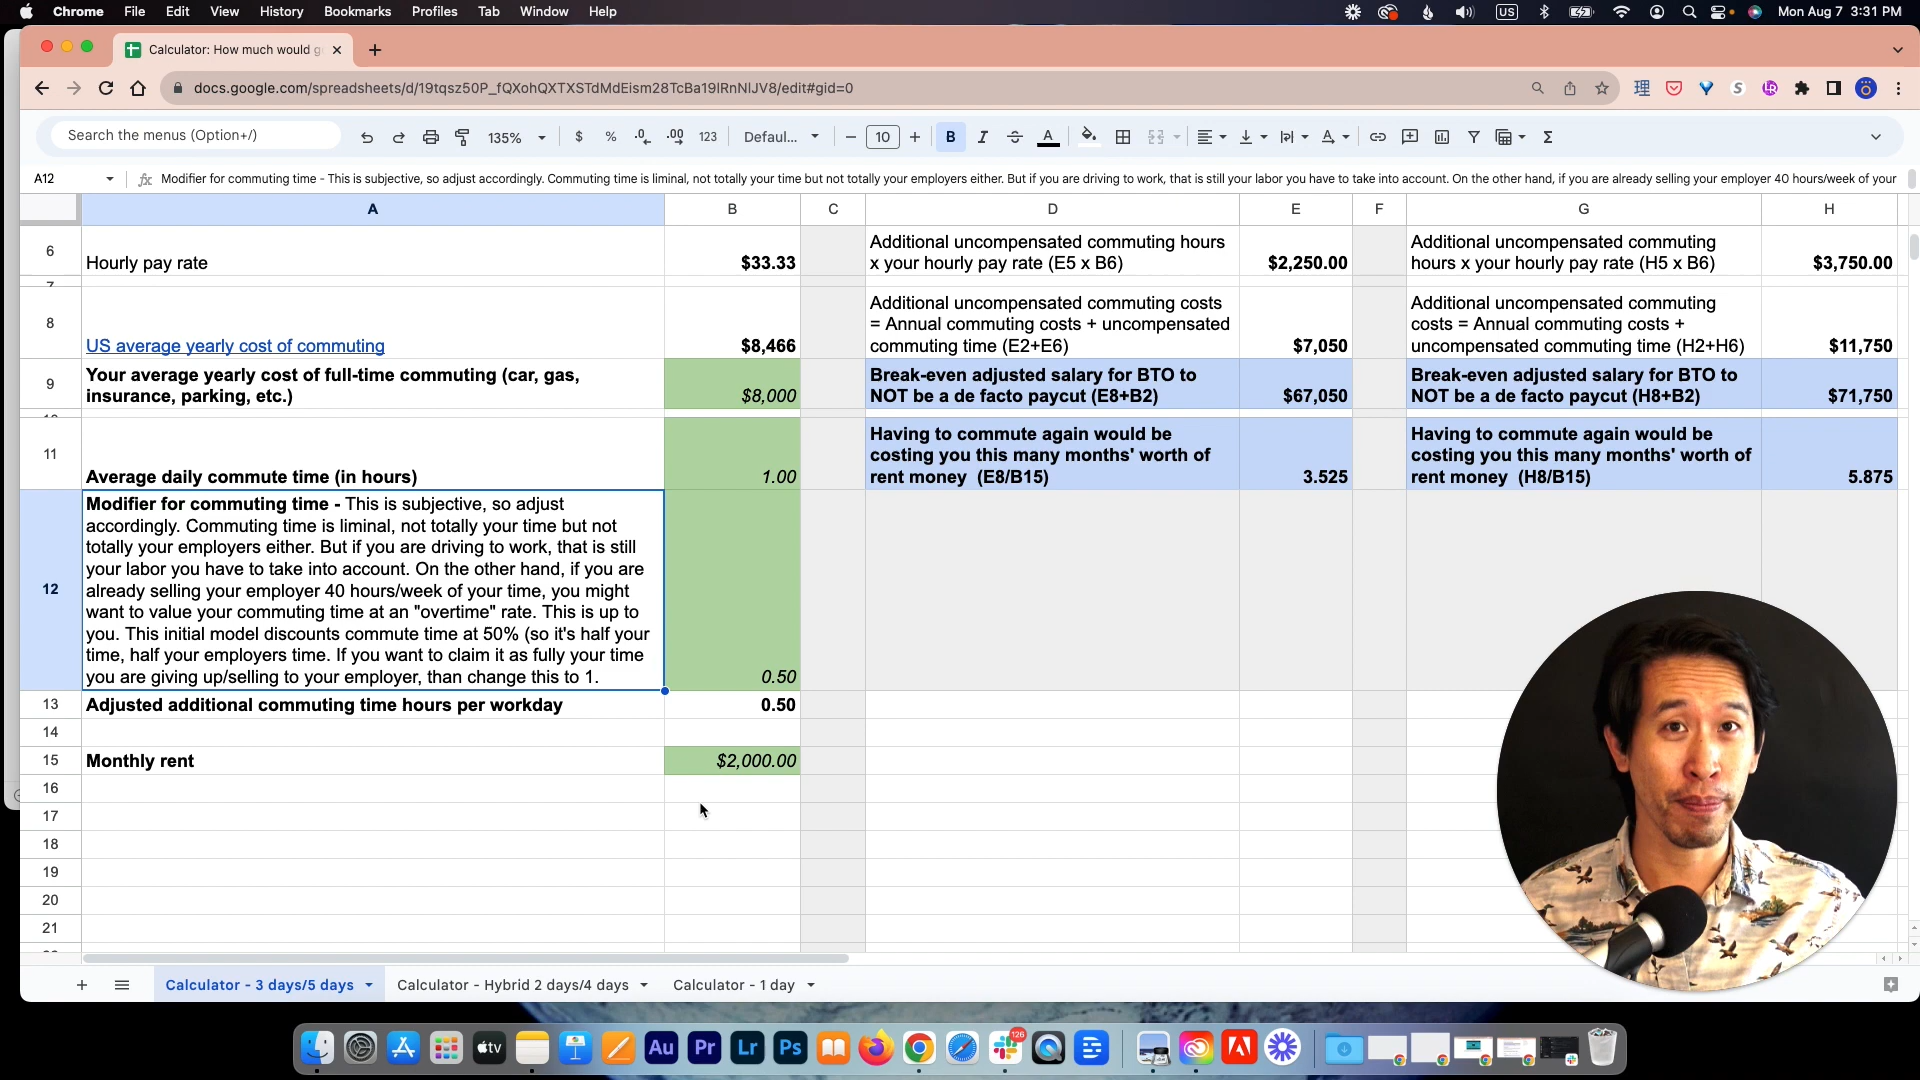 Chrome File Edit View History Bookmarks Profiles Tab Window Help US Mon Aug 7 3:31 PM
Calculator: How much would g
docs.google.com/spreadsheets/d/19tqsz50P_fQXohQXTXSTdMdEism28TcBa19IRnNIJV8/edit#gid=0
Search the menus (Option+/) 135% $ % .0 .00 123 Defaul... 10 B I S A
A12 fx Modifier for commuting time - This is subjective, so adjust accordingly. Commuting time is liminal, not totally your time but not totally your employers either. But if you are driving to work, that is still your labor you have to take into account. On the other hand, if you are already selling your employer 40 hours/week of your
A B C D E F G H
6 Hourly pay rate $33.33
Additional uncompensated commuting hours
x your hourly pay rate (E5 x B6) $2,250.00
Additional uncompensated commuting
hours x your hourly pay rate (H5 x B6) $3,750.00
8 US average yearly cost of commuting $8,466
Additional uncompensated commuting costs
= Annual commuting costs + uncompensated
commuting time (E2+E6) $7,050
Additional uncompensated commuting
costs = Annual commuting costs +
uncompensated commuting time (H2+H6) $11,750
9 Your average yearly cost of full-time commuting (car, gas,
insurance, parking, etc.) $8,000
Break-even adjusted salary for BTO to
NOT be a de facto paycut (E8+B2) $67,050
Break-even adjusted salary for BTO to
NOT be a de facto paycut (H8+B2) $71,750
11 Average daily commute time (in hours) 1.00
Having to commute again would be
costing you this many months' worth of
rent money (E8/B15) 3.525
Having to commute again would be
costing you this many months' worth of
rent money (H8/B15) 5.875
12 Modifier for commuting time - This is subjective, so adjust
accordingly. Commuting time is liminal, not totally your time but not
totally your employers either. But if you are driving to work, that is still
your labor you have to take into account. On the other hand, if you are
already selling your employer 40 hours/week of your time, you might
want to value your commuting time at an "overtime" rate. This is up to
you. This initial model discounts commute time at 50% (so it's half your
time, half your employers time. If you want to claim it as fully your time
you are giving up/selling to your employer, than change this to 1. 0.50
13 Adjusted additional commuting time hours per workday 0.50
14
15 Monthly rent $2,000.00
16
17
18
19
20
21
Calculator - 3 days/5 days Calculator - Hybrid 2 days/4 days Calculator - 1 day
tv Au Pr Lr Ps 126